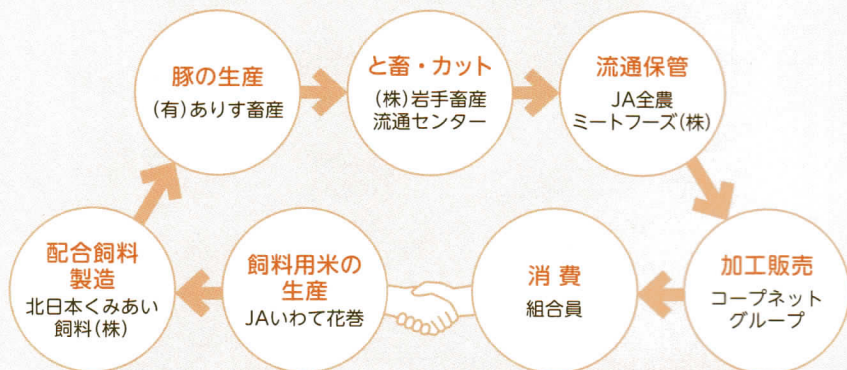 豚の生産
(有)ありす畜産
と畜・カット
(株)岩手畜産
流通センター
流通保管
JA全農
ミートフーズ(株)
配合飼料
製造
北日本くみあい
飼料(株)
飼料用米の
生産
JAいわて花巻
消 費
組合員
加工販売
コープネット
グループ